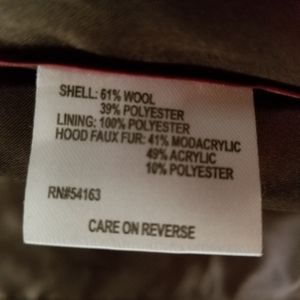 SHELL: 61% WOOL
39% POLYESTER
LINING: 100% POLYESTER
HOOD FAUX FUR: 41% MODACRYLIC
49% ACRYLIC
10% POLYESTER
RN#54163
CARE ON REVERSE